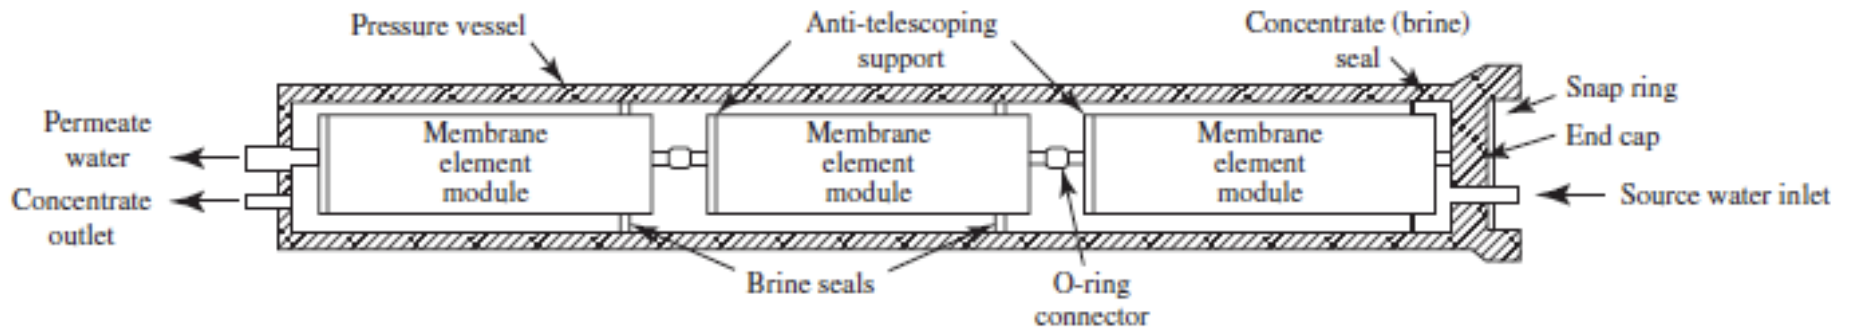 Pressure vessel
Anti-telescoping
support
Concentrate (brine)
seal
Snap ring
End cap
Source water inlet
Permeate
water
Concentrate
outlet
Membrane
element
module
Membrane
element
module
Membrane
element
module
Brine seals
O-ring
connector